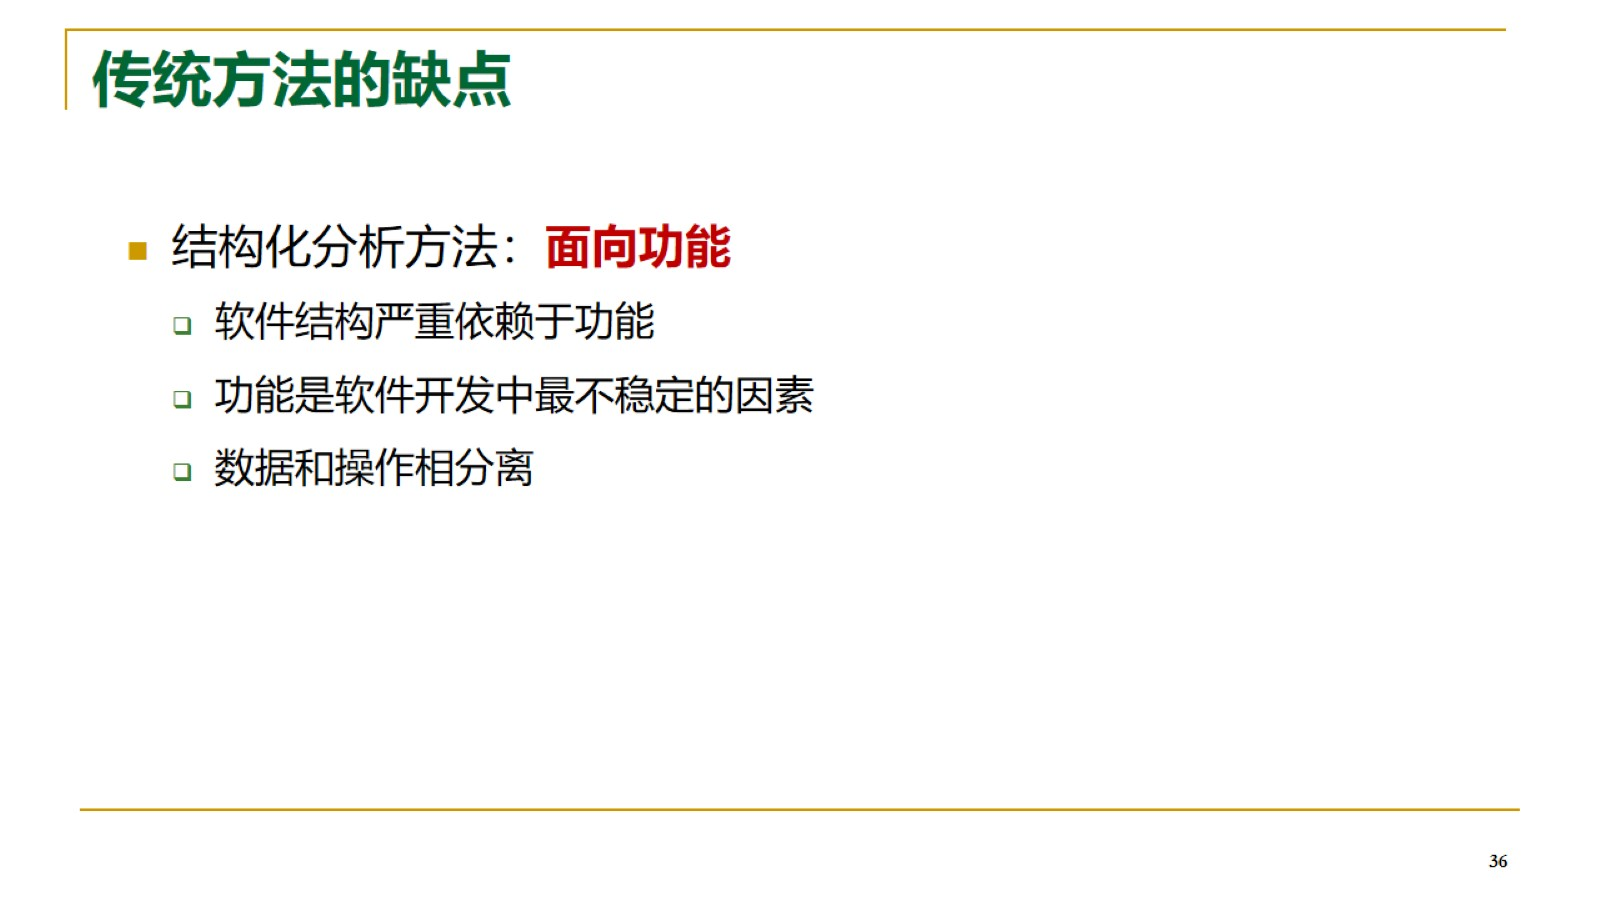 传统方法的缺点
结构化分析方法：面向功能
软件结构严重依赖于功能
功能是软件开发中最不稳定的因素
数据和操作相分离
36